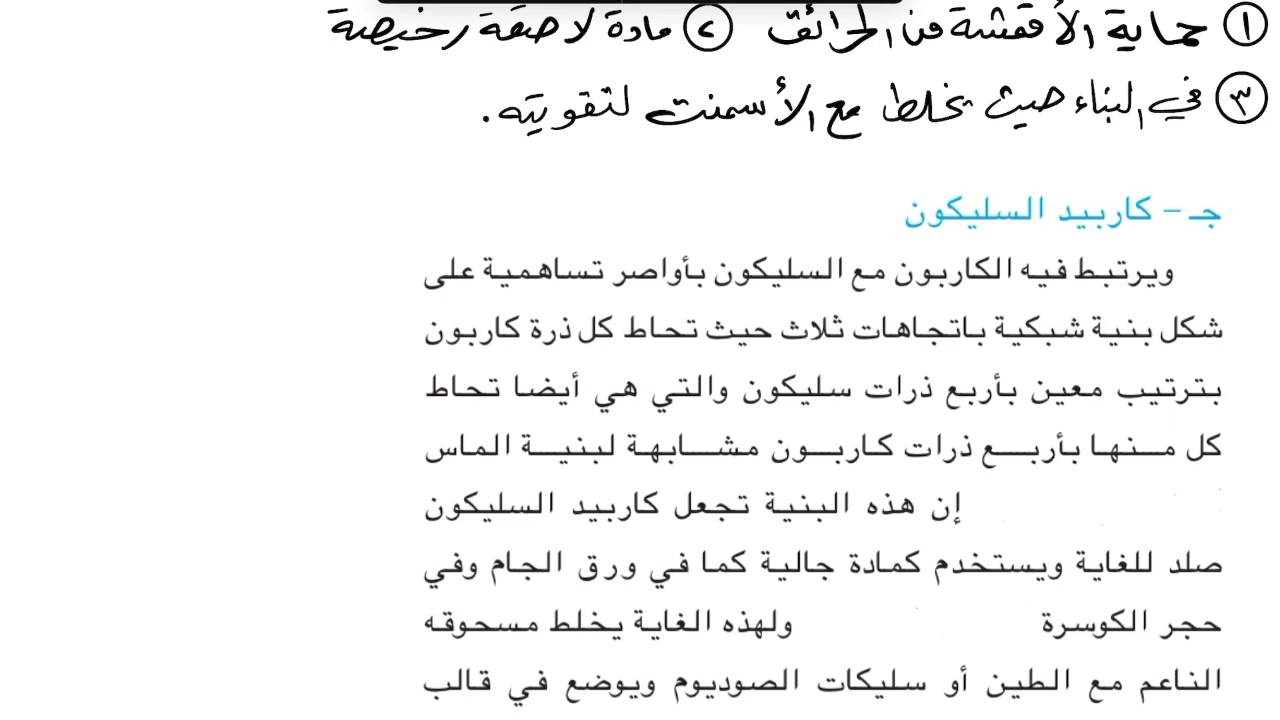 ① حماية الأقمشة من الحرائق ② مادة لاصقة رخيصة
③ في البناء حيث يخلط مع الأسمنت لتقويته.
جـ - كاربيد السليكون
ويرتبط فيه الكاربون مع السليكون بأواصر تساهمية على
شكل بنية شبكية باتجاهات ثلاث حيث تحاط كل ذرة كاربون
بترتيب معين بأربع ذرات سليكون والتي هي أيضا تحاط
كل منها بأربع ذرات كاربون مشابهة لبنية الماس
إن هذه البنية تجعل كاربيد السليكون
صلد للغاية ويستخدم كمادة جالية كما في ورق الجام وفي
حجر الكوسرة ولهذه الغاية يخلط مسحوقه
الناعم مع الطين أو سليكات الصوديوم ويوضع في قالب